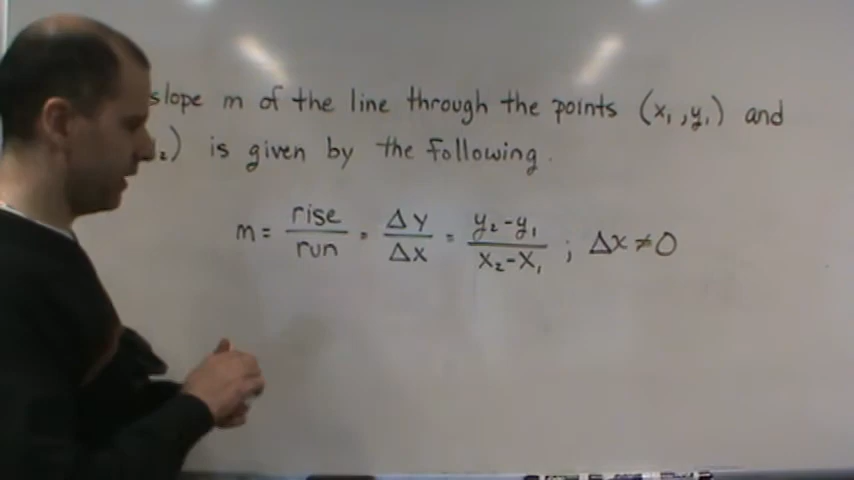 slope m of the line through the points (x₁, y₁) and
₂) is given by the following.
m = rise/run = Δy/Δx = y₂-y₁/x₂-x₁ ; Δx≠0